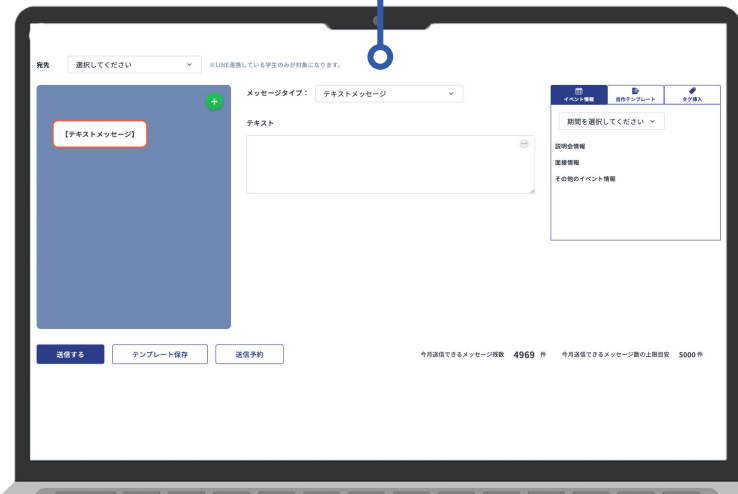 宛先
選択してください
※LINE連携している学生のみが対象になります。
【テキストメッセージ】
メッセージタイプ：
テキストメッセージ
テキスト
イベント情報
自作テンプレート
タグ挿入
期間を選択してください
説明会情報
面接情報
その他のイベント情報
送信する
テンプレート保存
送信予約
今月送信できるメッセージ残数 4969 件
今月送信できるメッセージ数の上限目安 5000 件